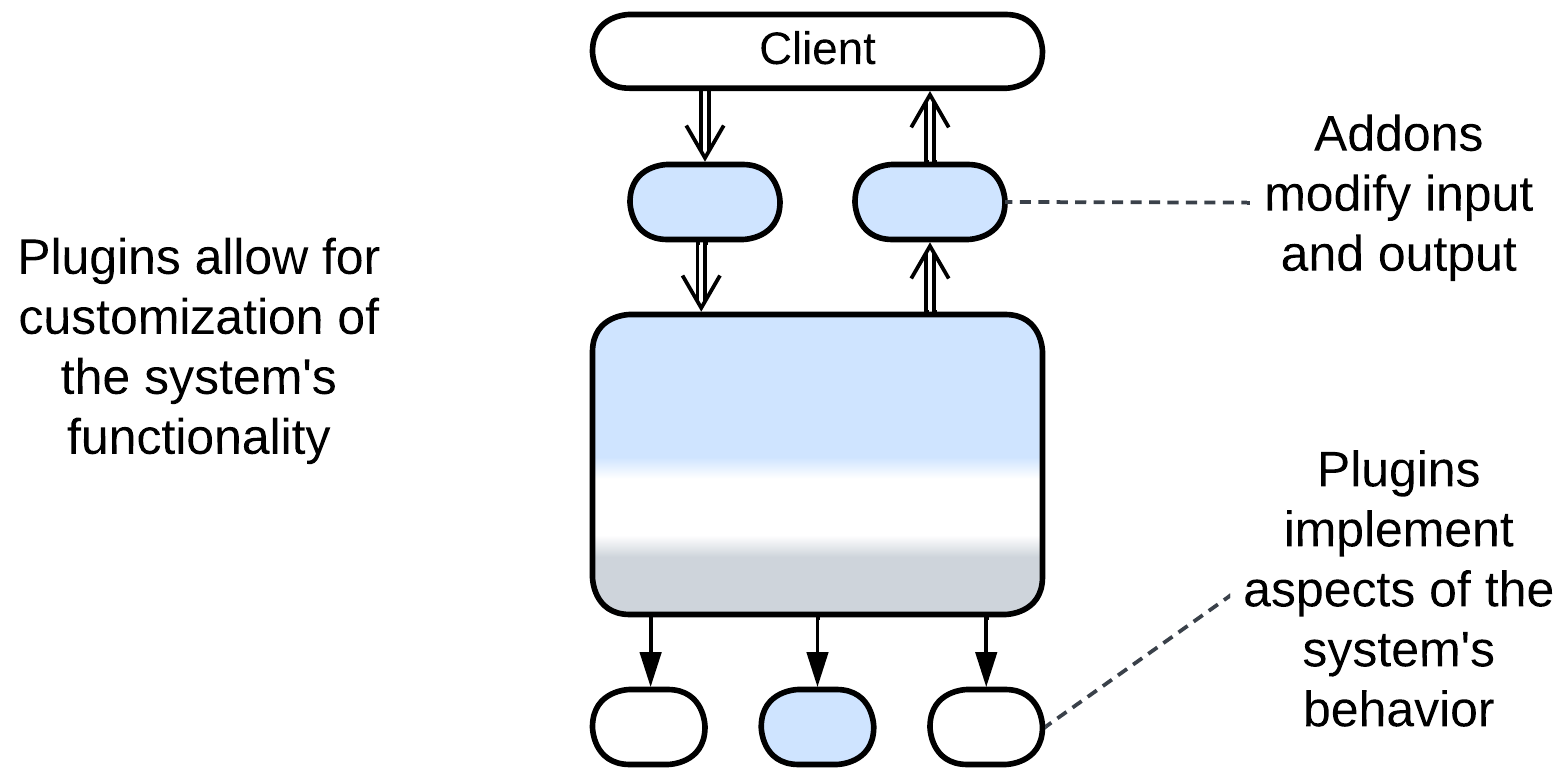 Client
Addons
modify input
and output
Plugins allow for
customization of
the system's
functionality
Plugins
implement
aspects of the
system's
behavior